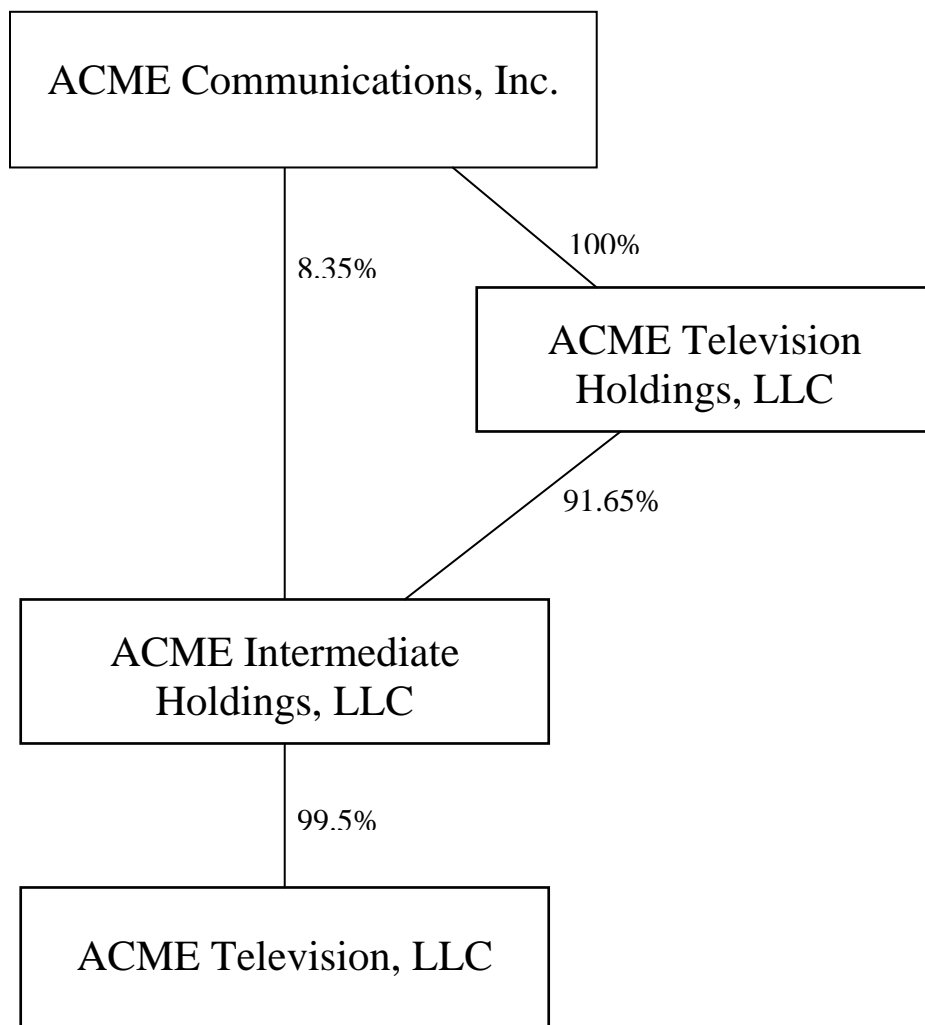 ACME Communications, Inc.
100%
8.35%
ACME Television
Holdings, LLC
91.65%
ACME Intermediate
Holdings, LLC
99.5%
ACME Television, LLC